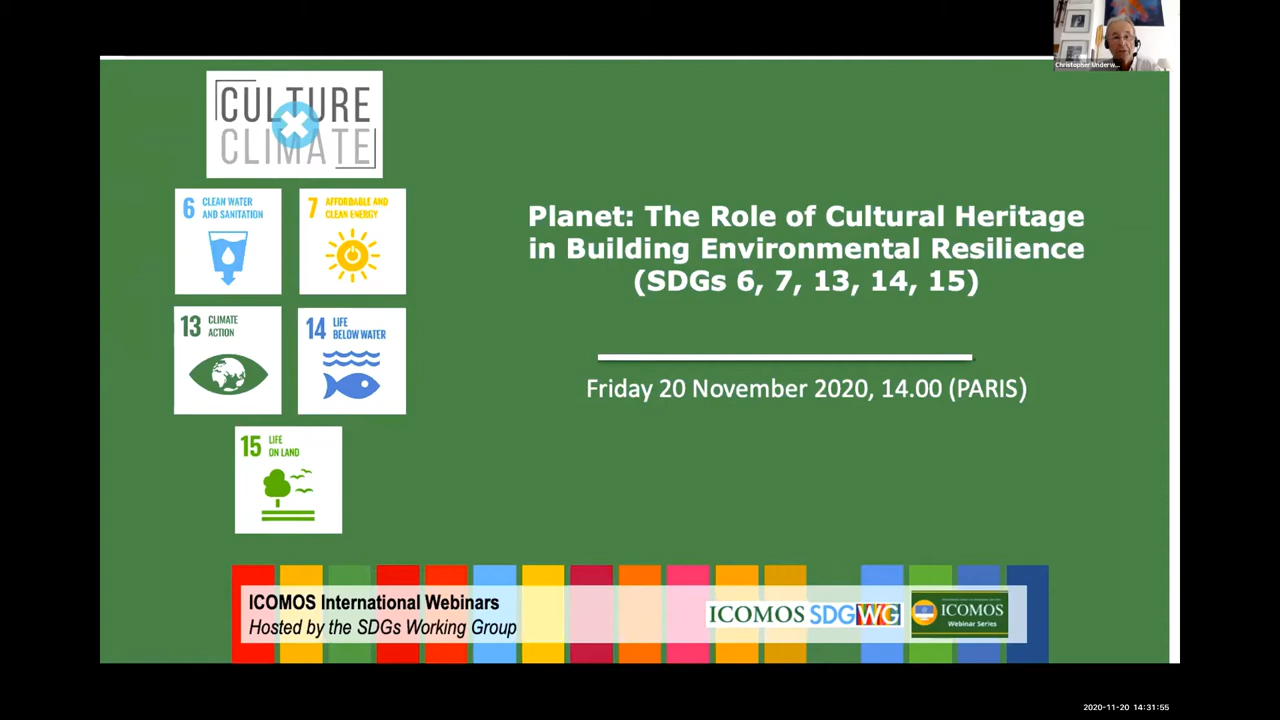 Christopher Underw...
CULTURE
CLIMATE
6 CLEAN WATER
AND SANITATION
7 AFFORDABLE AND
CLEAN ENERGY
13 CLIMATE
ACTION
14 LIFE
BELOW WATER
15 LIFE
ON LAND
Planet: The Role of Cultural Heritage
in Building Environmental Resilience
(SDGs 6, 7, 13, 14, 15)
Friday 20 November 2020, 14.00 (PARIS)
ICOMOS International Webinars
Hosted by the SDGs Working Group
ICOMOS SDGWG
ICOMOS
Webinar Series
2020-11-20 14:31:55